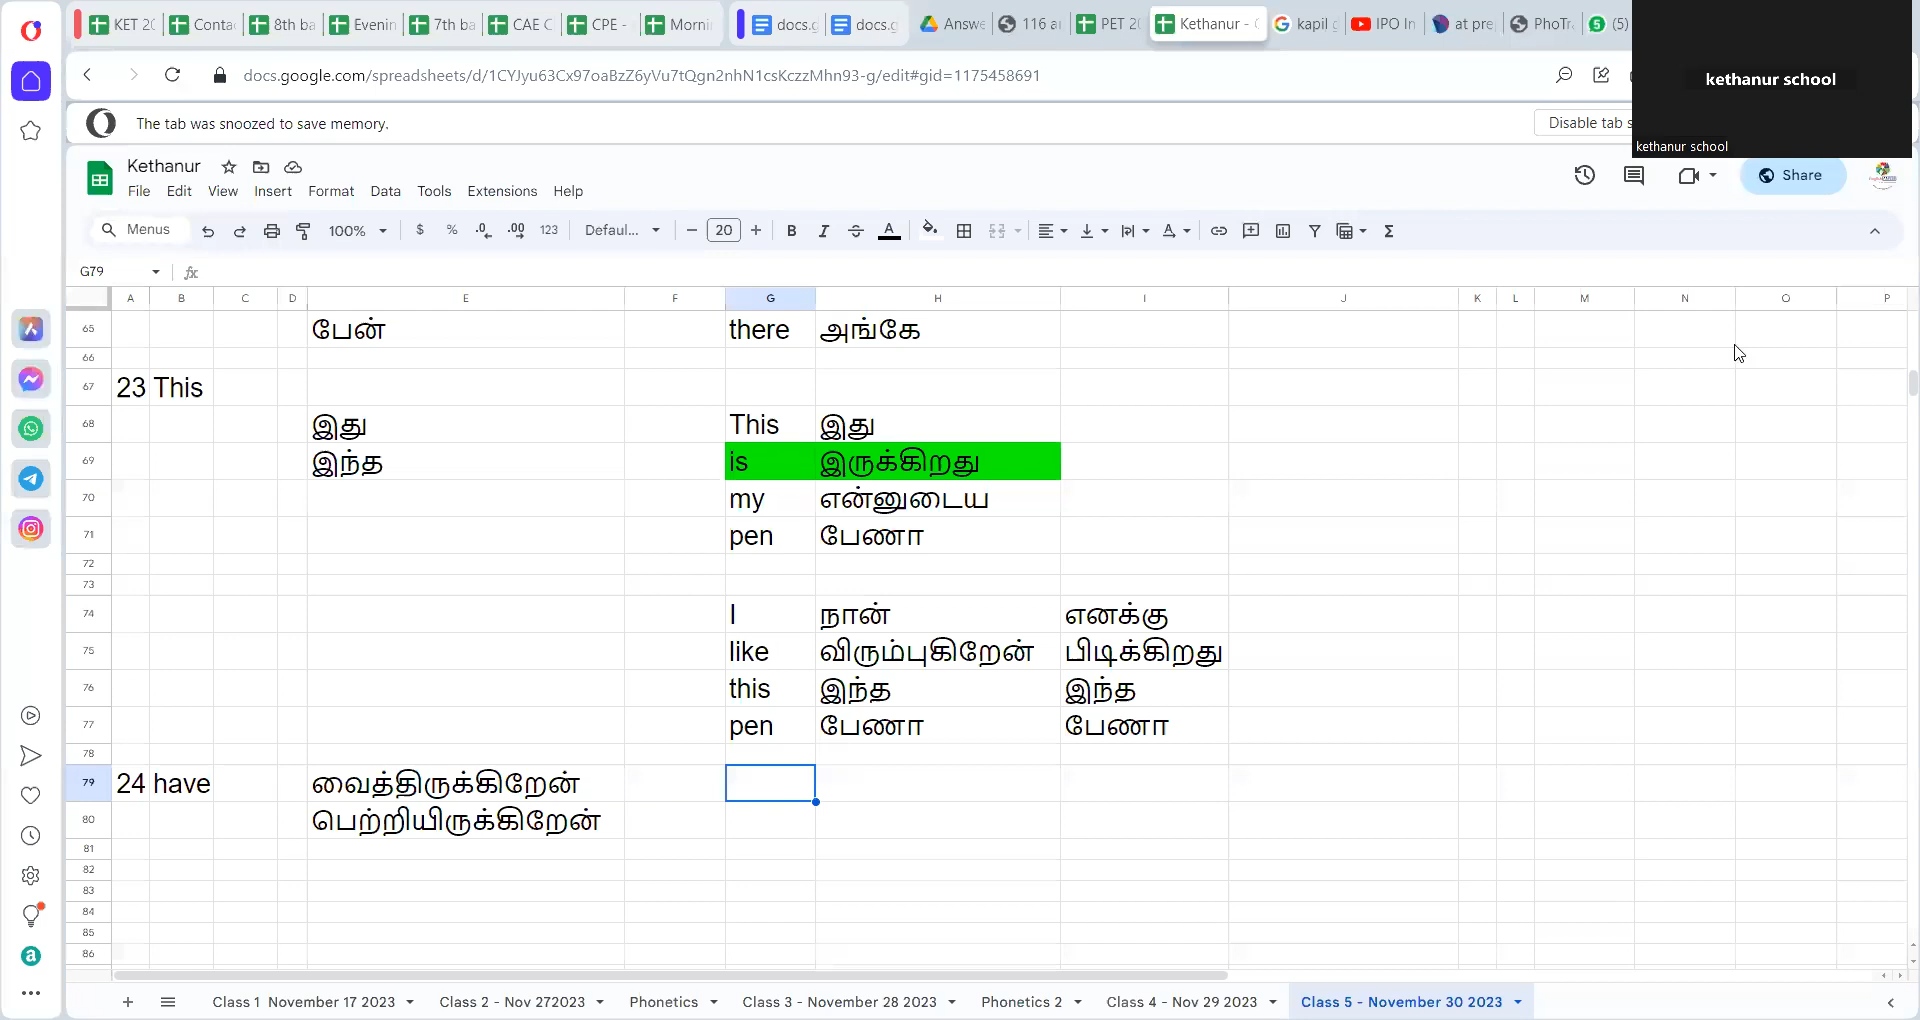 KET 20
Conta
8th ba
Evenin
7th ba
CAE C
CPE -
Morni
docs.g
docs.g
Answe
116 a
PET 20
Kethanur - G
kapil g
IPO In
at pre
PhoTr
(5)
docs.google.com/spreadsheets/d/1CYJyu63Cx97oaBzZ6yVu7tQgn2nhN1csKczzMhn93-g/edit#gid=1175458691
The tab was snoozed to save memory.
Disable tab s
kethanur school
kethanur school
Kethanur
File Edit View Insert Format Data Tools Extensions Help
Share
Menus 100% $ % .0 .00 123 Defaul... - 20 + B I S A Σ
G79 fx
A B C D E F G H I J K L M N O P
65 பேன் there அங்கே
66
67 23 This
68 இது This இது
69 இந்த is இருக்கிறது
70 my என்னுடைய
71 pen பேணா
72
73
74 I நான் எனக்கு
75 like விரும்புகிறேன் பிடிக்கிறது
76 this இந்த இந்த
77 pen பேணா பேணா
78
79 24 have வைத்திருக்கிறேன்
80 பெற்றியிருக்கிறேன்
81
82
83
84
85
86
+ Class 1 November 17 2023 Class 2 - Nov 272023 Phonetics Class 3 - November 28 2023 Phonetics 2 Class 4 - Nov 29 2023 Class 5 - November 30 2023